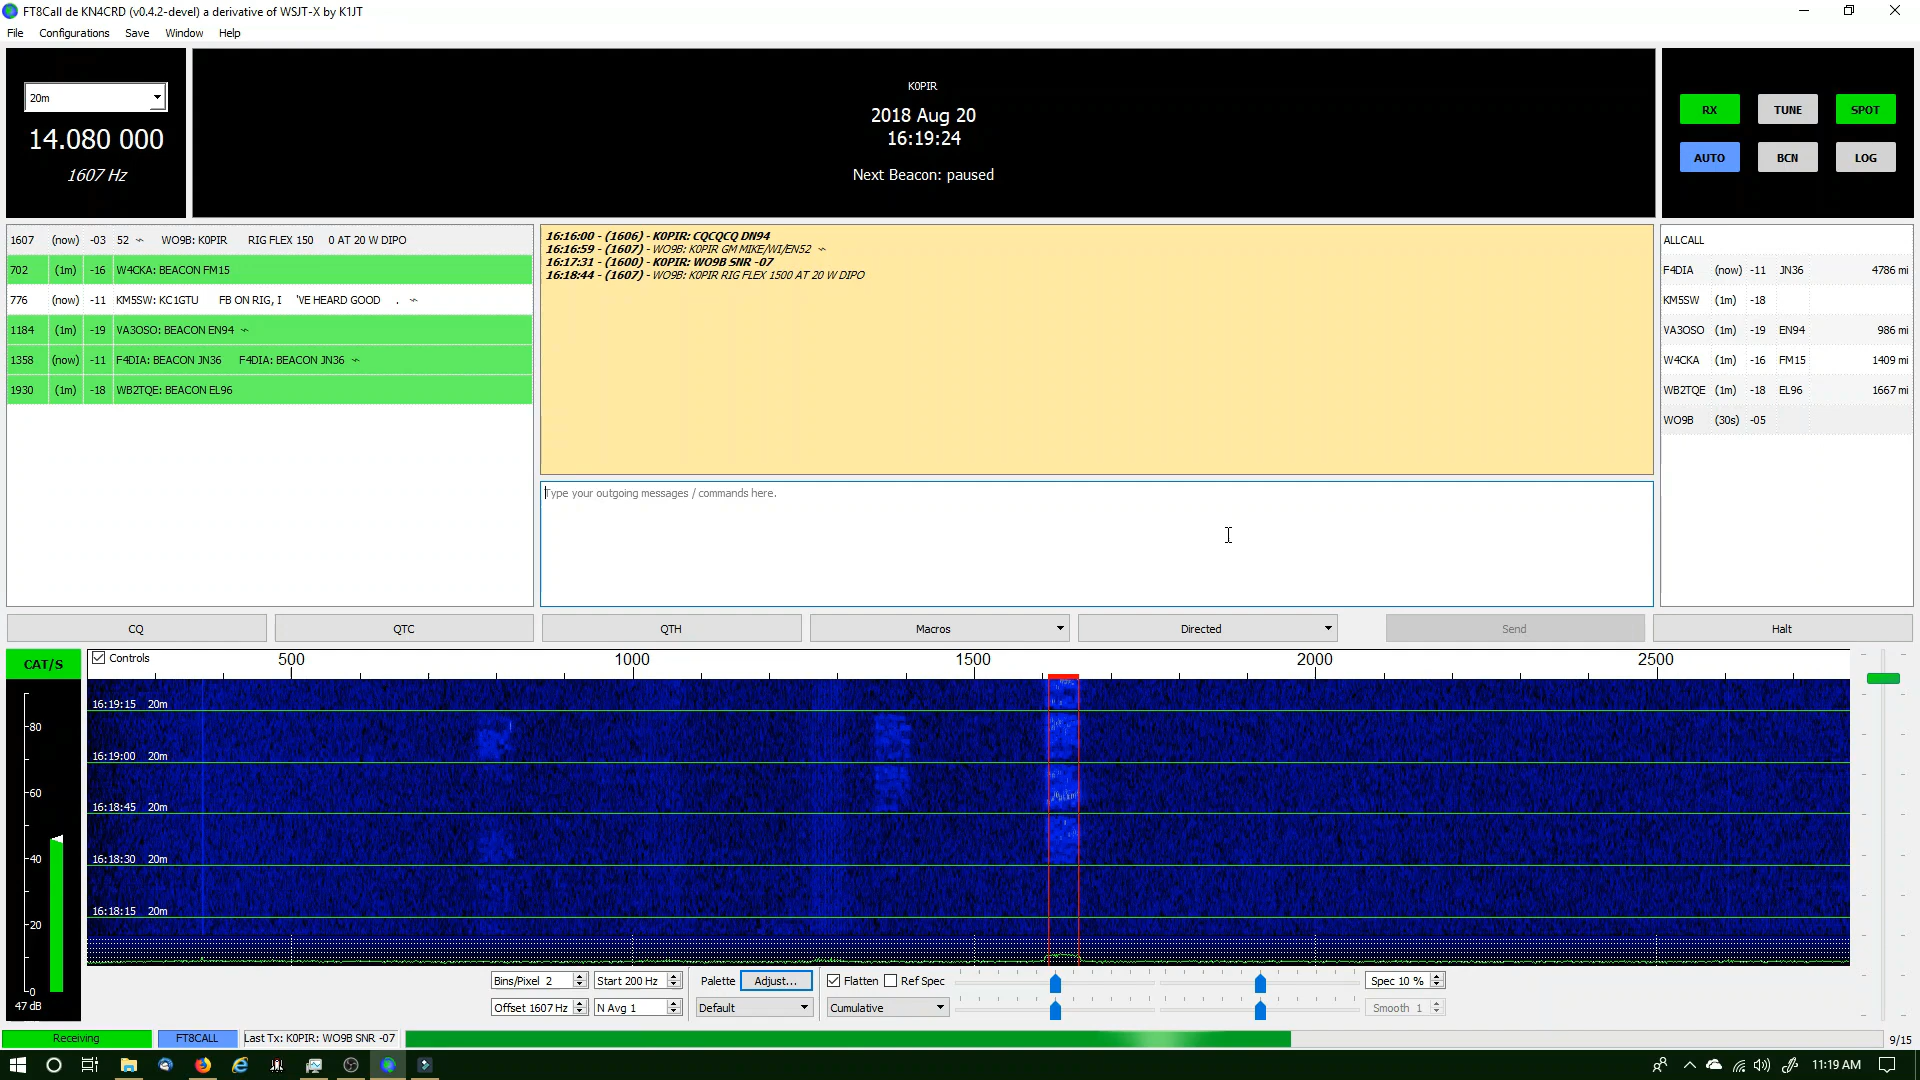 FT8Call de KN4CRD (v0.4.2-devel) a derivative of WSJT-X by K1JT
File Configurations Save Window Help
20m
14.080 000
1607 Hz
K0PIR
2018 Aug 20
16:19:24
Next Beacon: paused
RX TUNE SPOT
AUTO BCN LOG
1607 (now) -03 52 ⌁ WO9B: K0PIR RIG FLEX 150 0 AT 20 W DIPO
702 (1m) -16 W4CKA: BEACON FM15
776 (now) -11 KM5SW: KC1GTU FB ON RIG, I 'VE HEARD GOOD . ⌁
1184 (1m) -19 VA3OSO: BEACON EN94 ⌁
1358 (now) -11 F4DIA: BEACON JN36 F4DIA: BEACON JN36 ⌁
1930 (1m) -18 WB2TQE: BEACON EL96
16:16:00 - (1606) - K0PIR: CQCQCQ DN94
16:16:59 - (1607) - WO9B: K0PIR GM MIKE/WI/EN52 ⌁
16:17:31 - (1600) - K0PIR: WO9B SNR -07
16:18:44 - (1607) - WO9B: K0PIR RIG FLEX 1500 AT 20 W DIPO
Type your outgoing messages / commands here.
ALLCALL
F4DIA (now) -11 JN36 4786 mi
KM5SW (1m) -18
VA3OSO (1m) -19 EN94 986 mi
W4CKA (1m) -16 FM15 1409 mi
WB2TQE (1m) -18 EL96 1667 mi
WO9B (30s) -05
CQ QTC QTH Macros Directed Send Halt
CAT/S
Controls 500 1000 1500 2000 2500
16:19:15 20m
16:19:00 20m
16:18:45 20m
16:18:30 20m
16:18:15 20m
-80
-60
-40
-20
-0
47 dB
Bins/Pixel 2 Start 200 Hz Palette Adjust... Flatten Ref Spec Spec 10 %
Offset 1607 Hz N Avg 1 Default Cumulative Smooth 1
Receiving FT8CALL Last Tx: K0PIR: WO9B SNR -07 9/15
11:19 AM